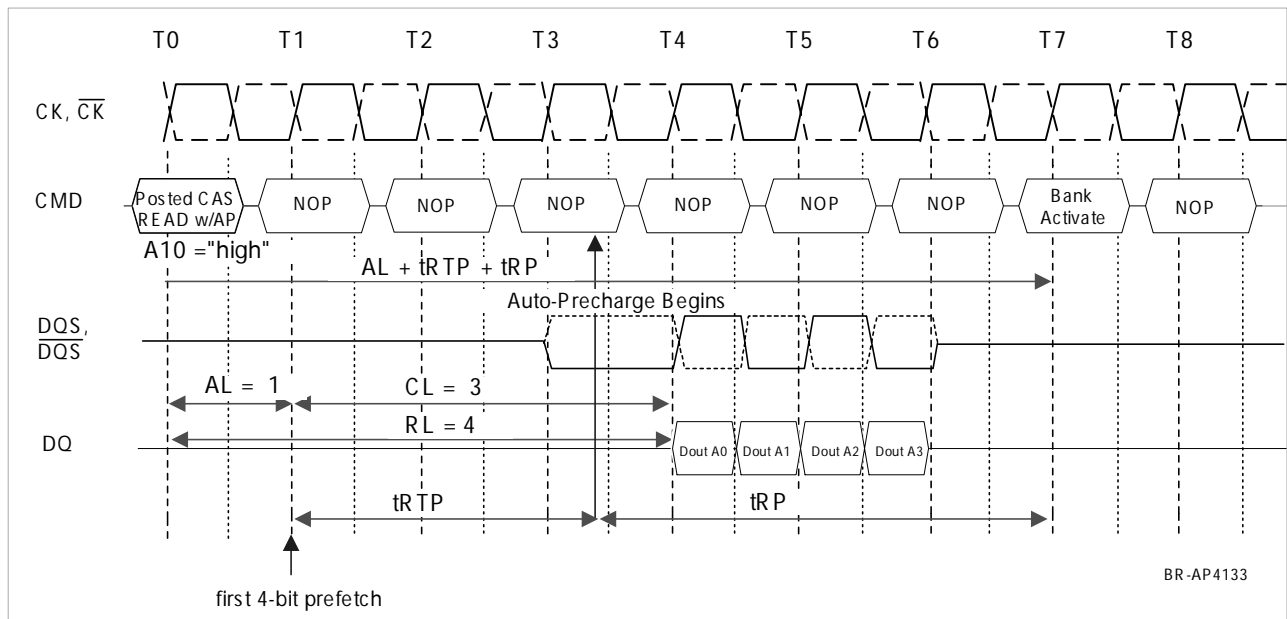 T0 T1 T2 T3 T4 T5 T6 T7 T8
CK, CK
CMD
Posted CAS
READ w/AP
NOP NOP NOP NOP NOP NOP
Bank
Activate
NOP
A10 ="high"
AL + tRTP + tRP
Auto-Precharge Begins
DQS,
DQS
AL = 1
CL = 3
RL = 4
DQ
Dout A0 Dout A1 Dout A2 Dout A3
tRTP
tRP
BR-AP4133
first 4-bit prefetch